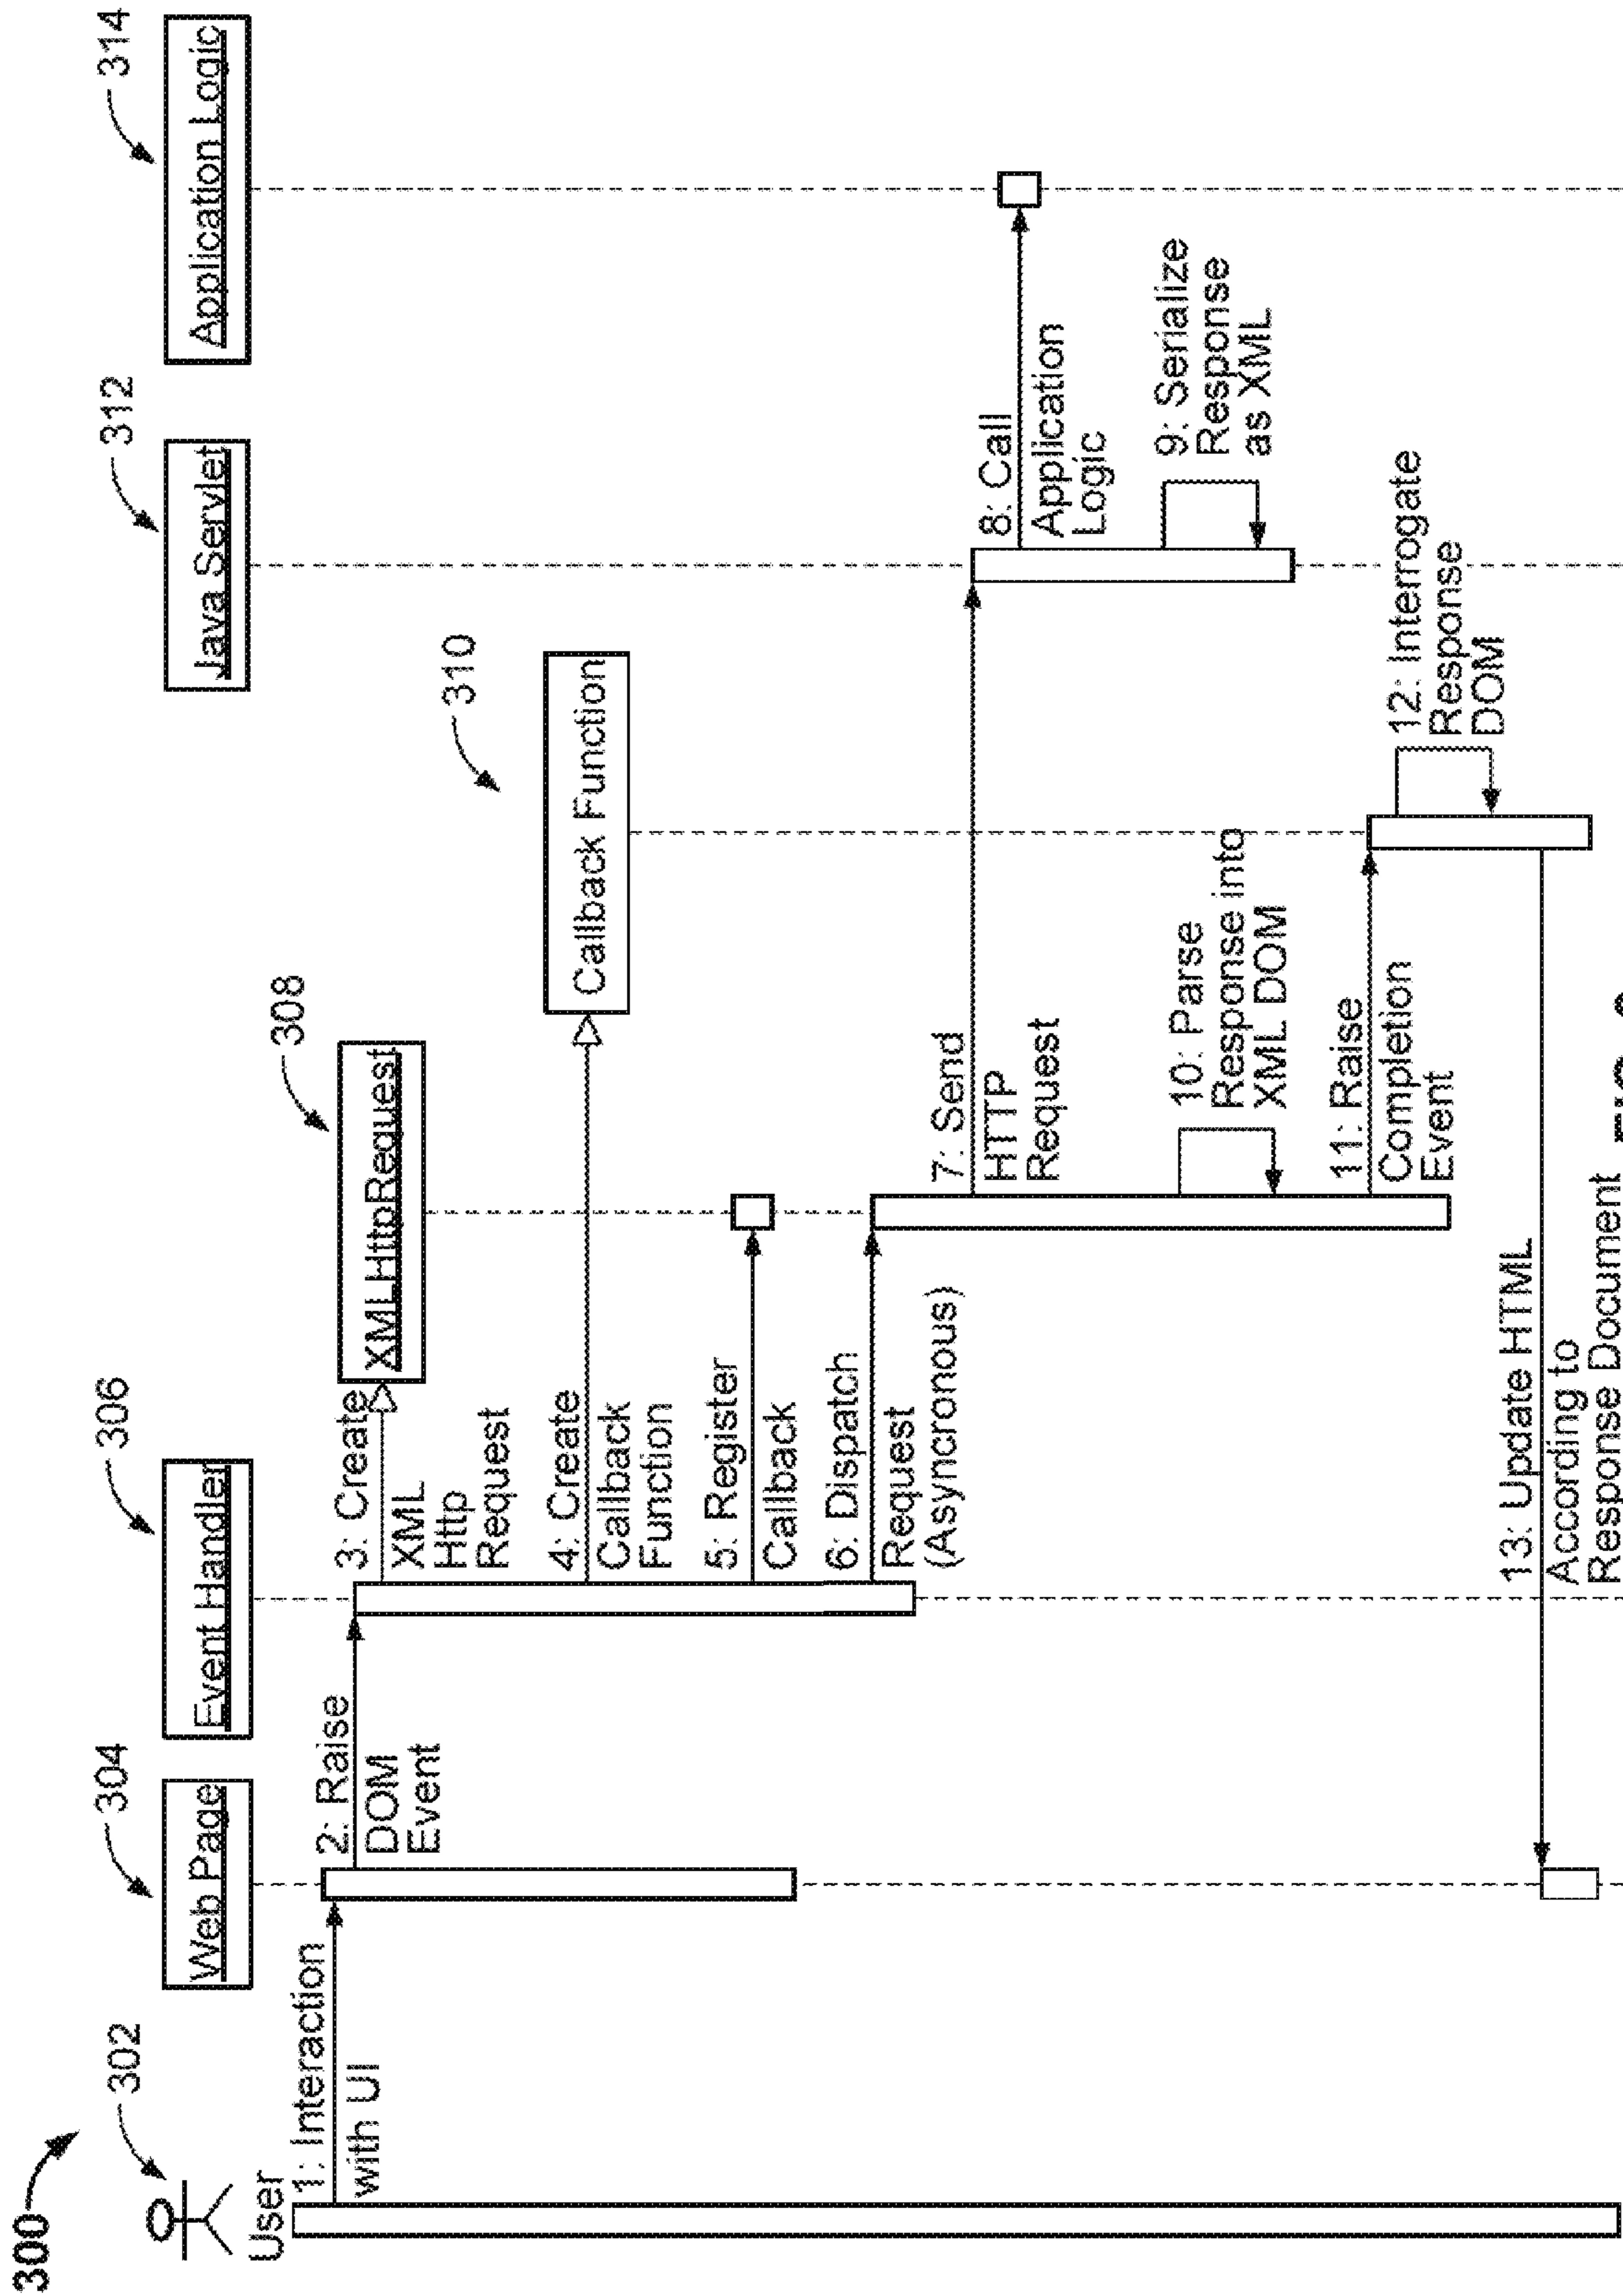 300
302
User
304
Web Page
306
Event Handler
308
XMLHttpRequest
310
Callback Function
312
Java Servlet
314
Application Logic
1: Interaction
with UI
2: Raise
DOM
Event
3: Create
XML
Http
Request
4: Create
Callback
Function
5: Register
Callback
6: Dispatch
Request
(Asyncronous)
7: Send
HTTP
Request
8: Call
Application
Logic
9: Serialize
Response
as XML
10: Parse
Response into
XML DOM
11: Raise
Completion
Event
12: Interrogate
Response
DOM
13: Update HTML
According to
Response Document